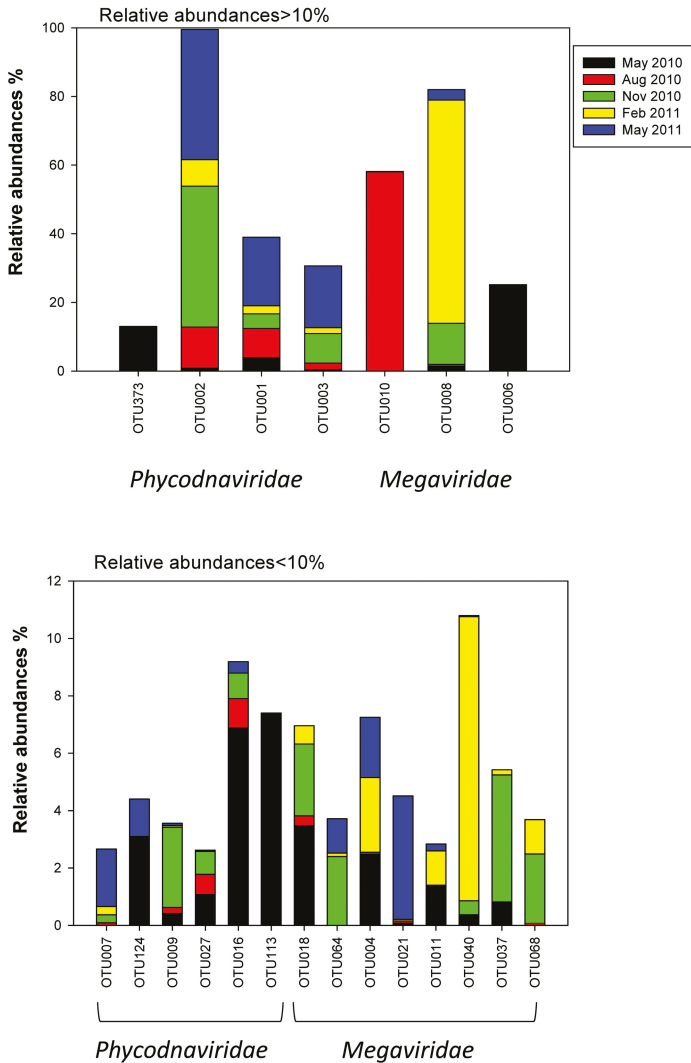 Relative abundances>10%
100
80
60
40
20
0
Relative abundances %
May 2010
Aug 2010
Nov 2010
Feb 2011
May 2011
OTU373
OTU002
OTU001
OTU003
OTU010
OTU008
OTU006
Phycodnaviridae
Megaviridae
Relative abundances<10%
12
10
8
6
4
2
0
Relative abundances %
OTU007
OTU124
OTU009
OTU027
OTU016
OTU113
OTU018
OTU064
OTU004
OTU021
OTU011
OTU040
OTU037
OTU068
Phycodnaviridae
Megaviridae